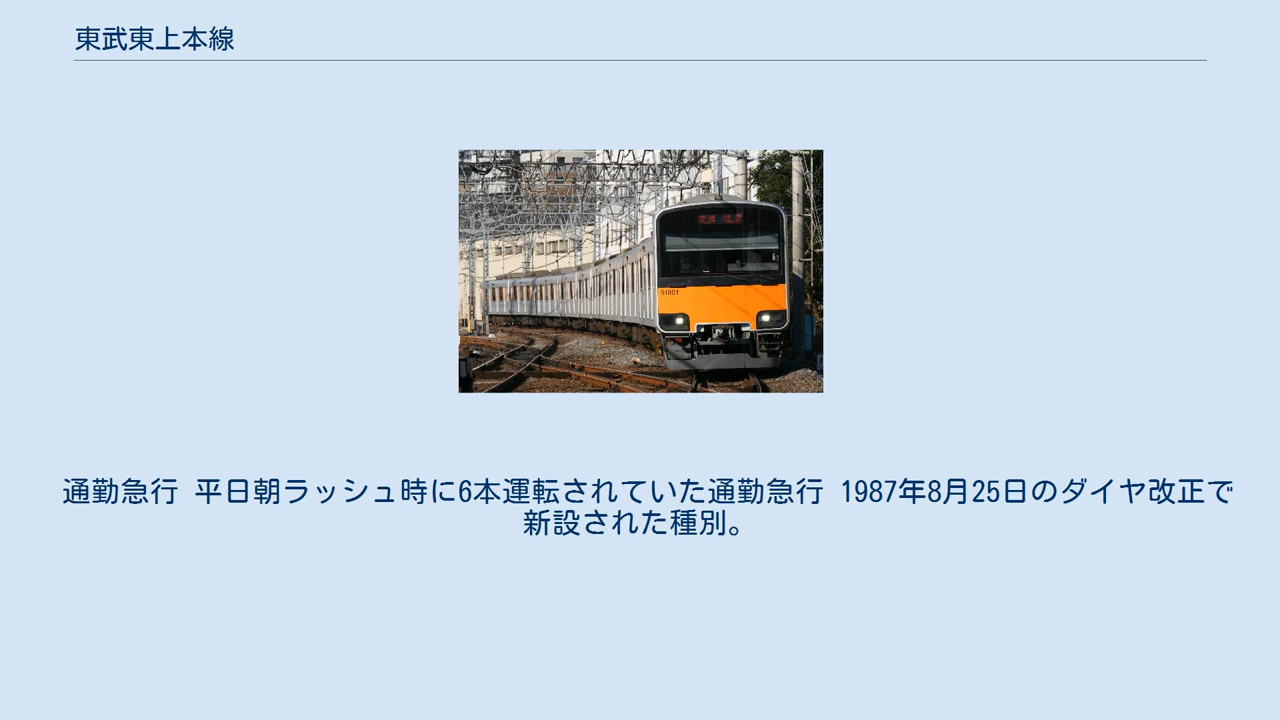 東武東上本線
51001
通勤急行 平日朝ラッシュ時に6本運転されていた通勤急行 1987年8月25日のダイヤ改正で
新設された種別。